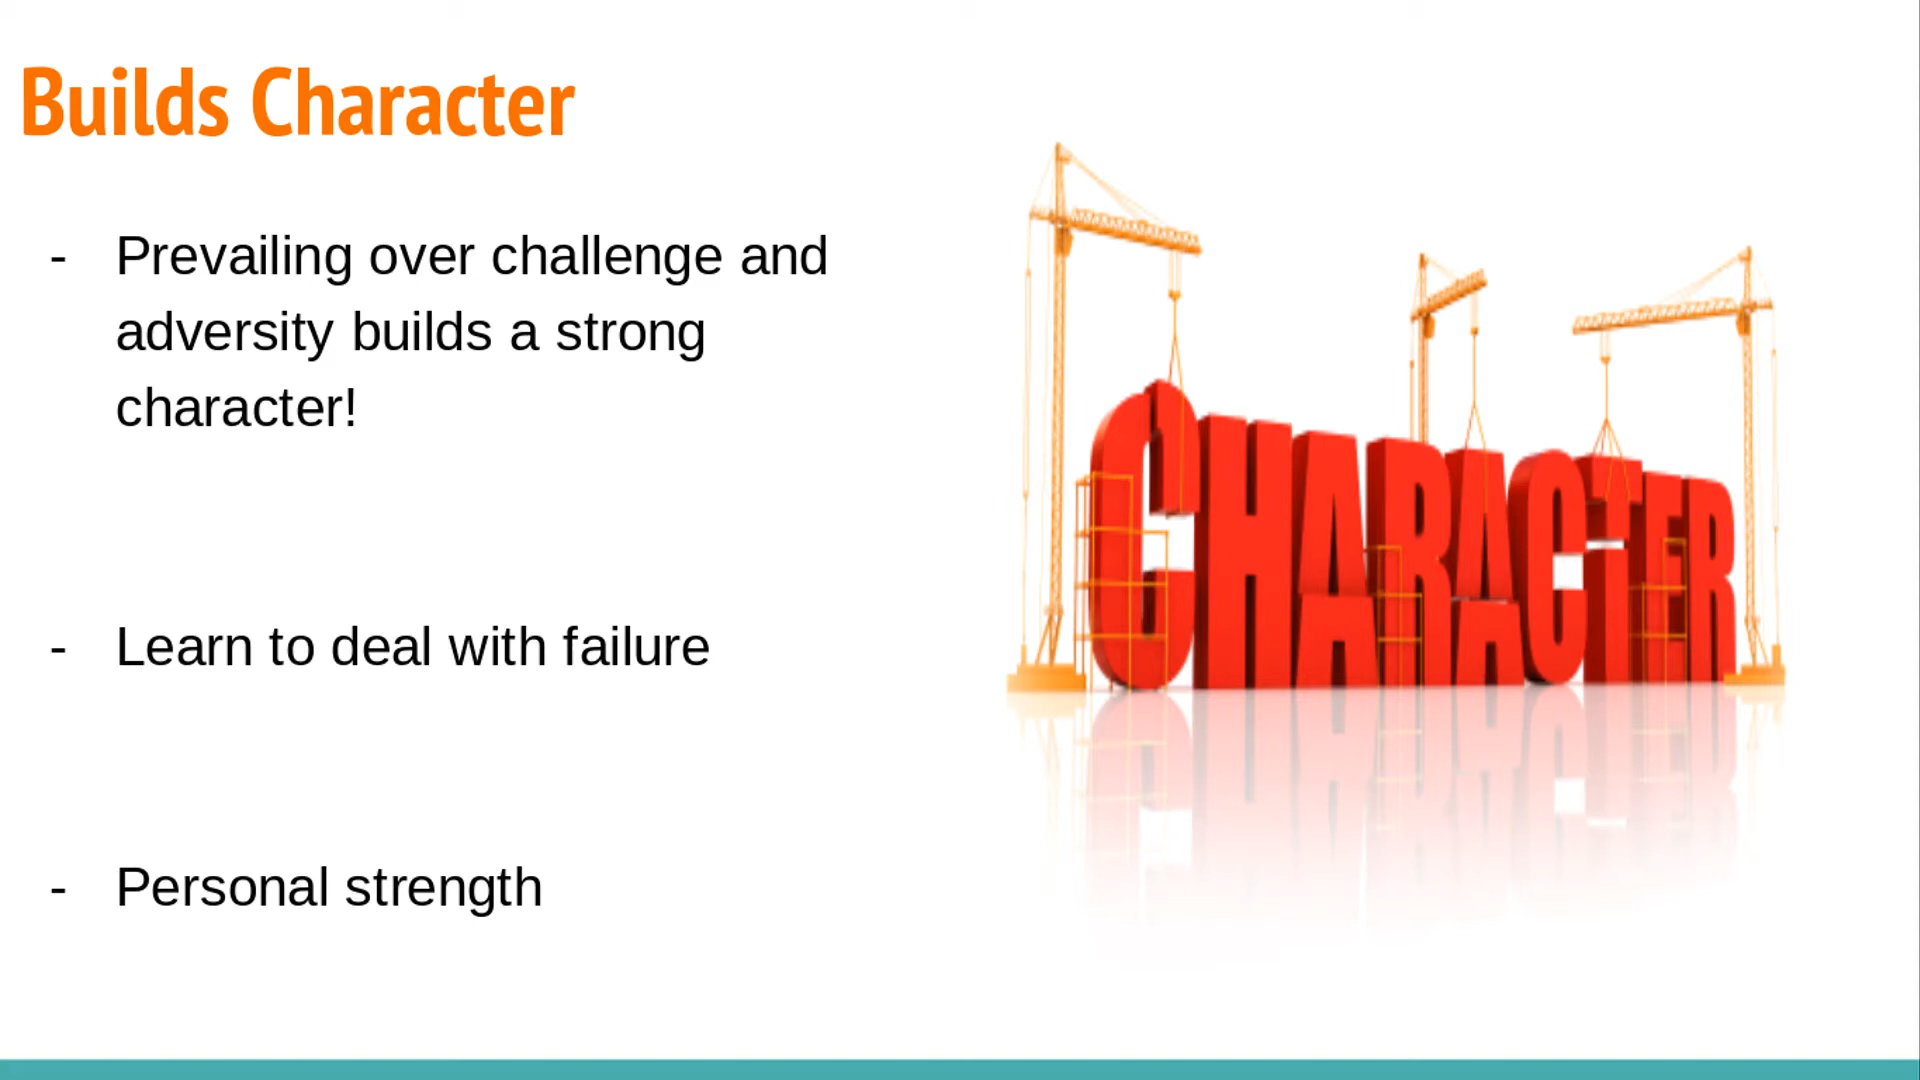 Builds Character
- Prevailing over challenge and
adversity builds a strong
character!
- Learn to deal with failure
- Personal strength
CHARACTER